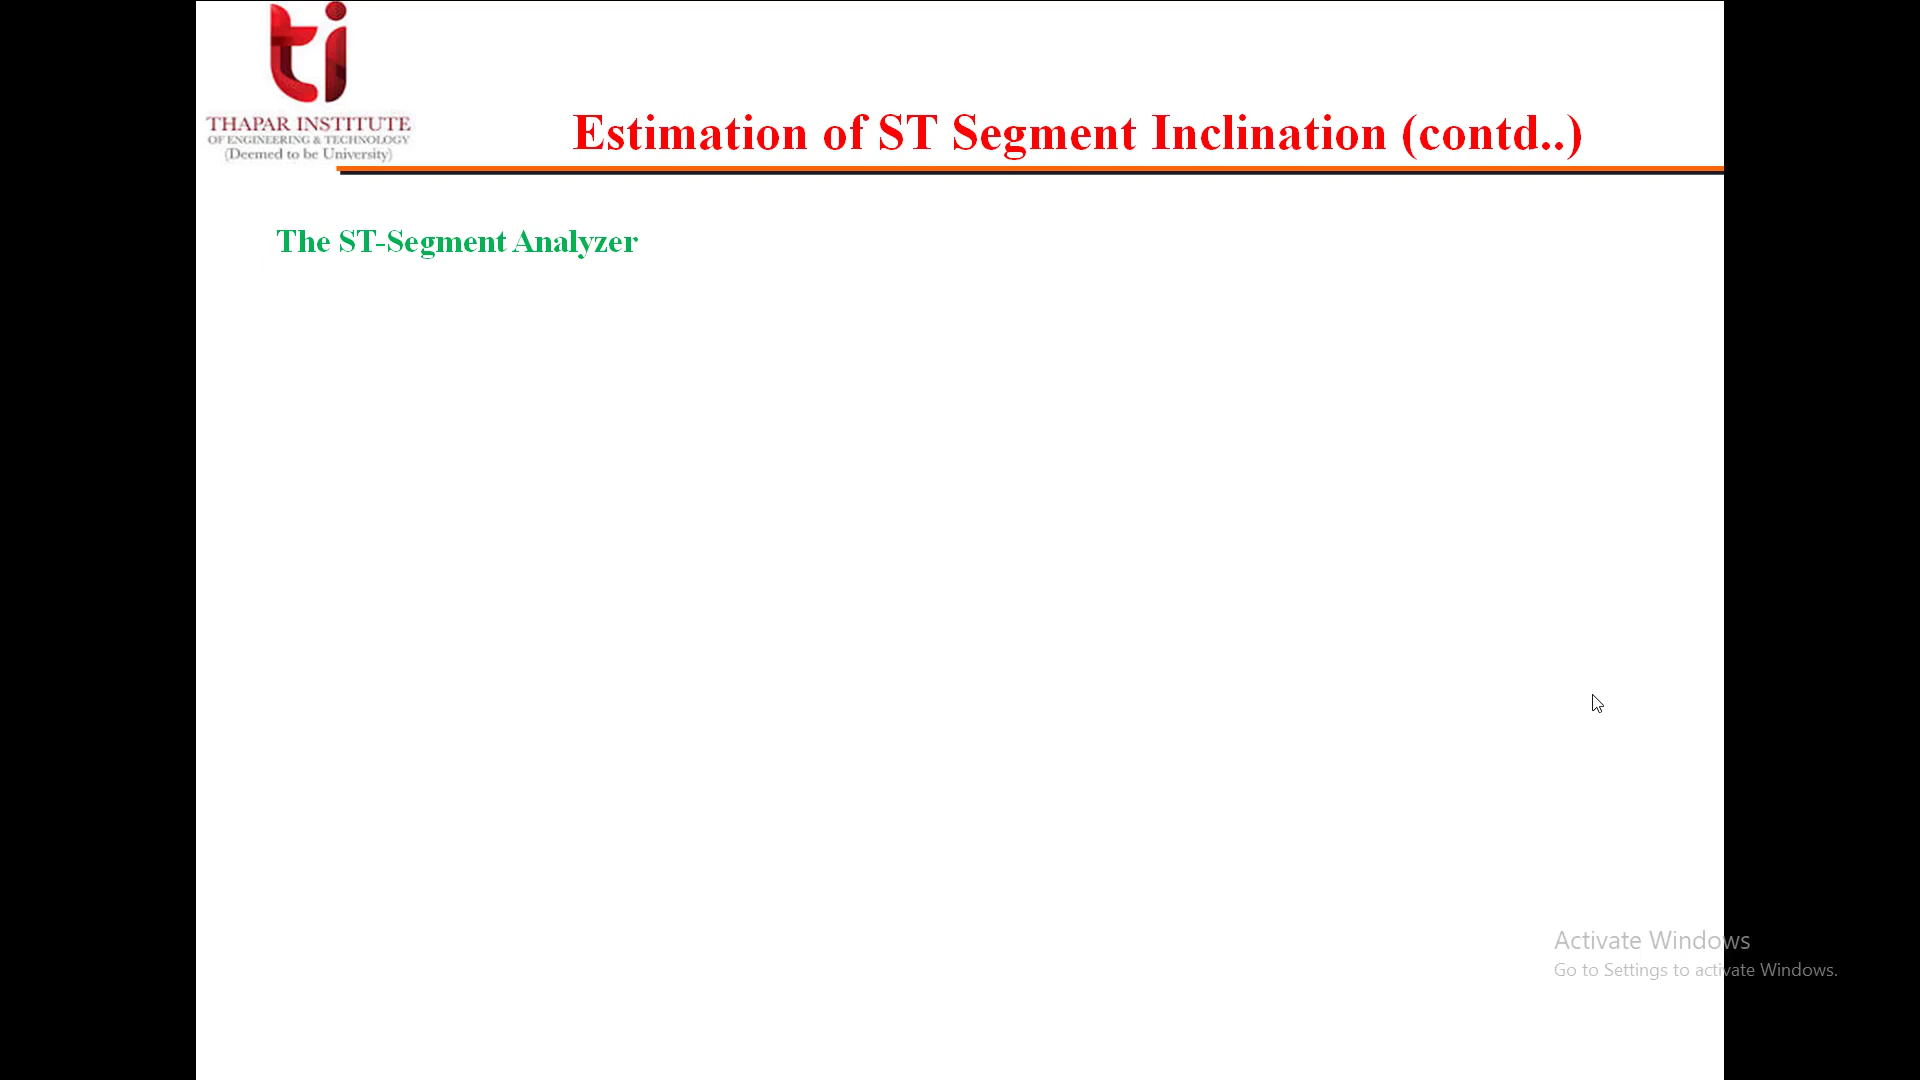 THAPAR INSTITUTE
OF ENGINEERING & TECHNOLOGY
(Deemed to be University)
Estimation of ST Segment Inclination (contd..)
The ST-Segment Analyzer
Activate Windows
Go to Settings to activate Windows.